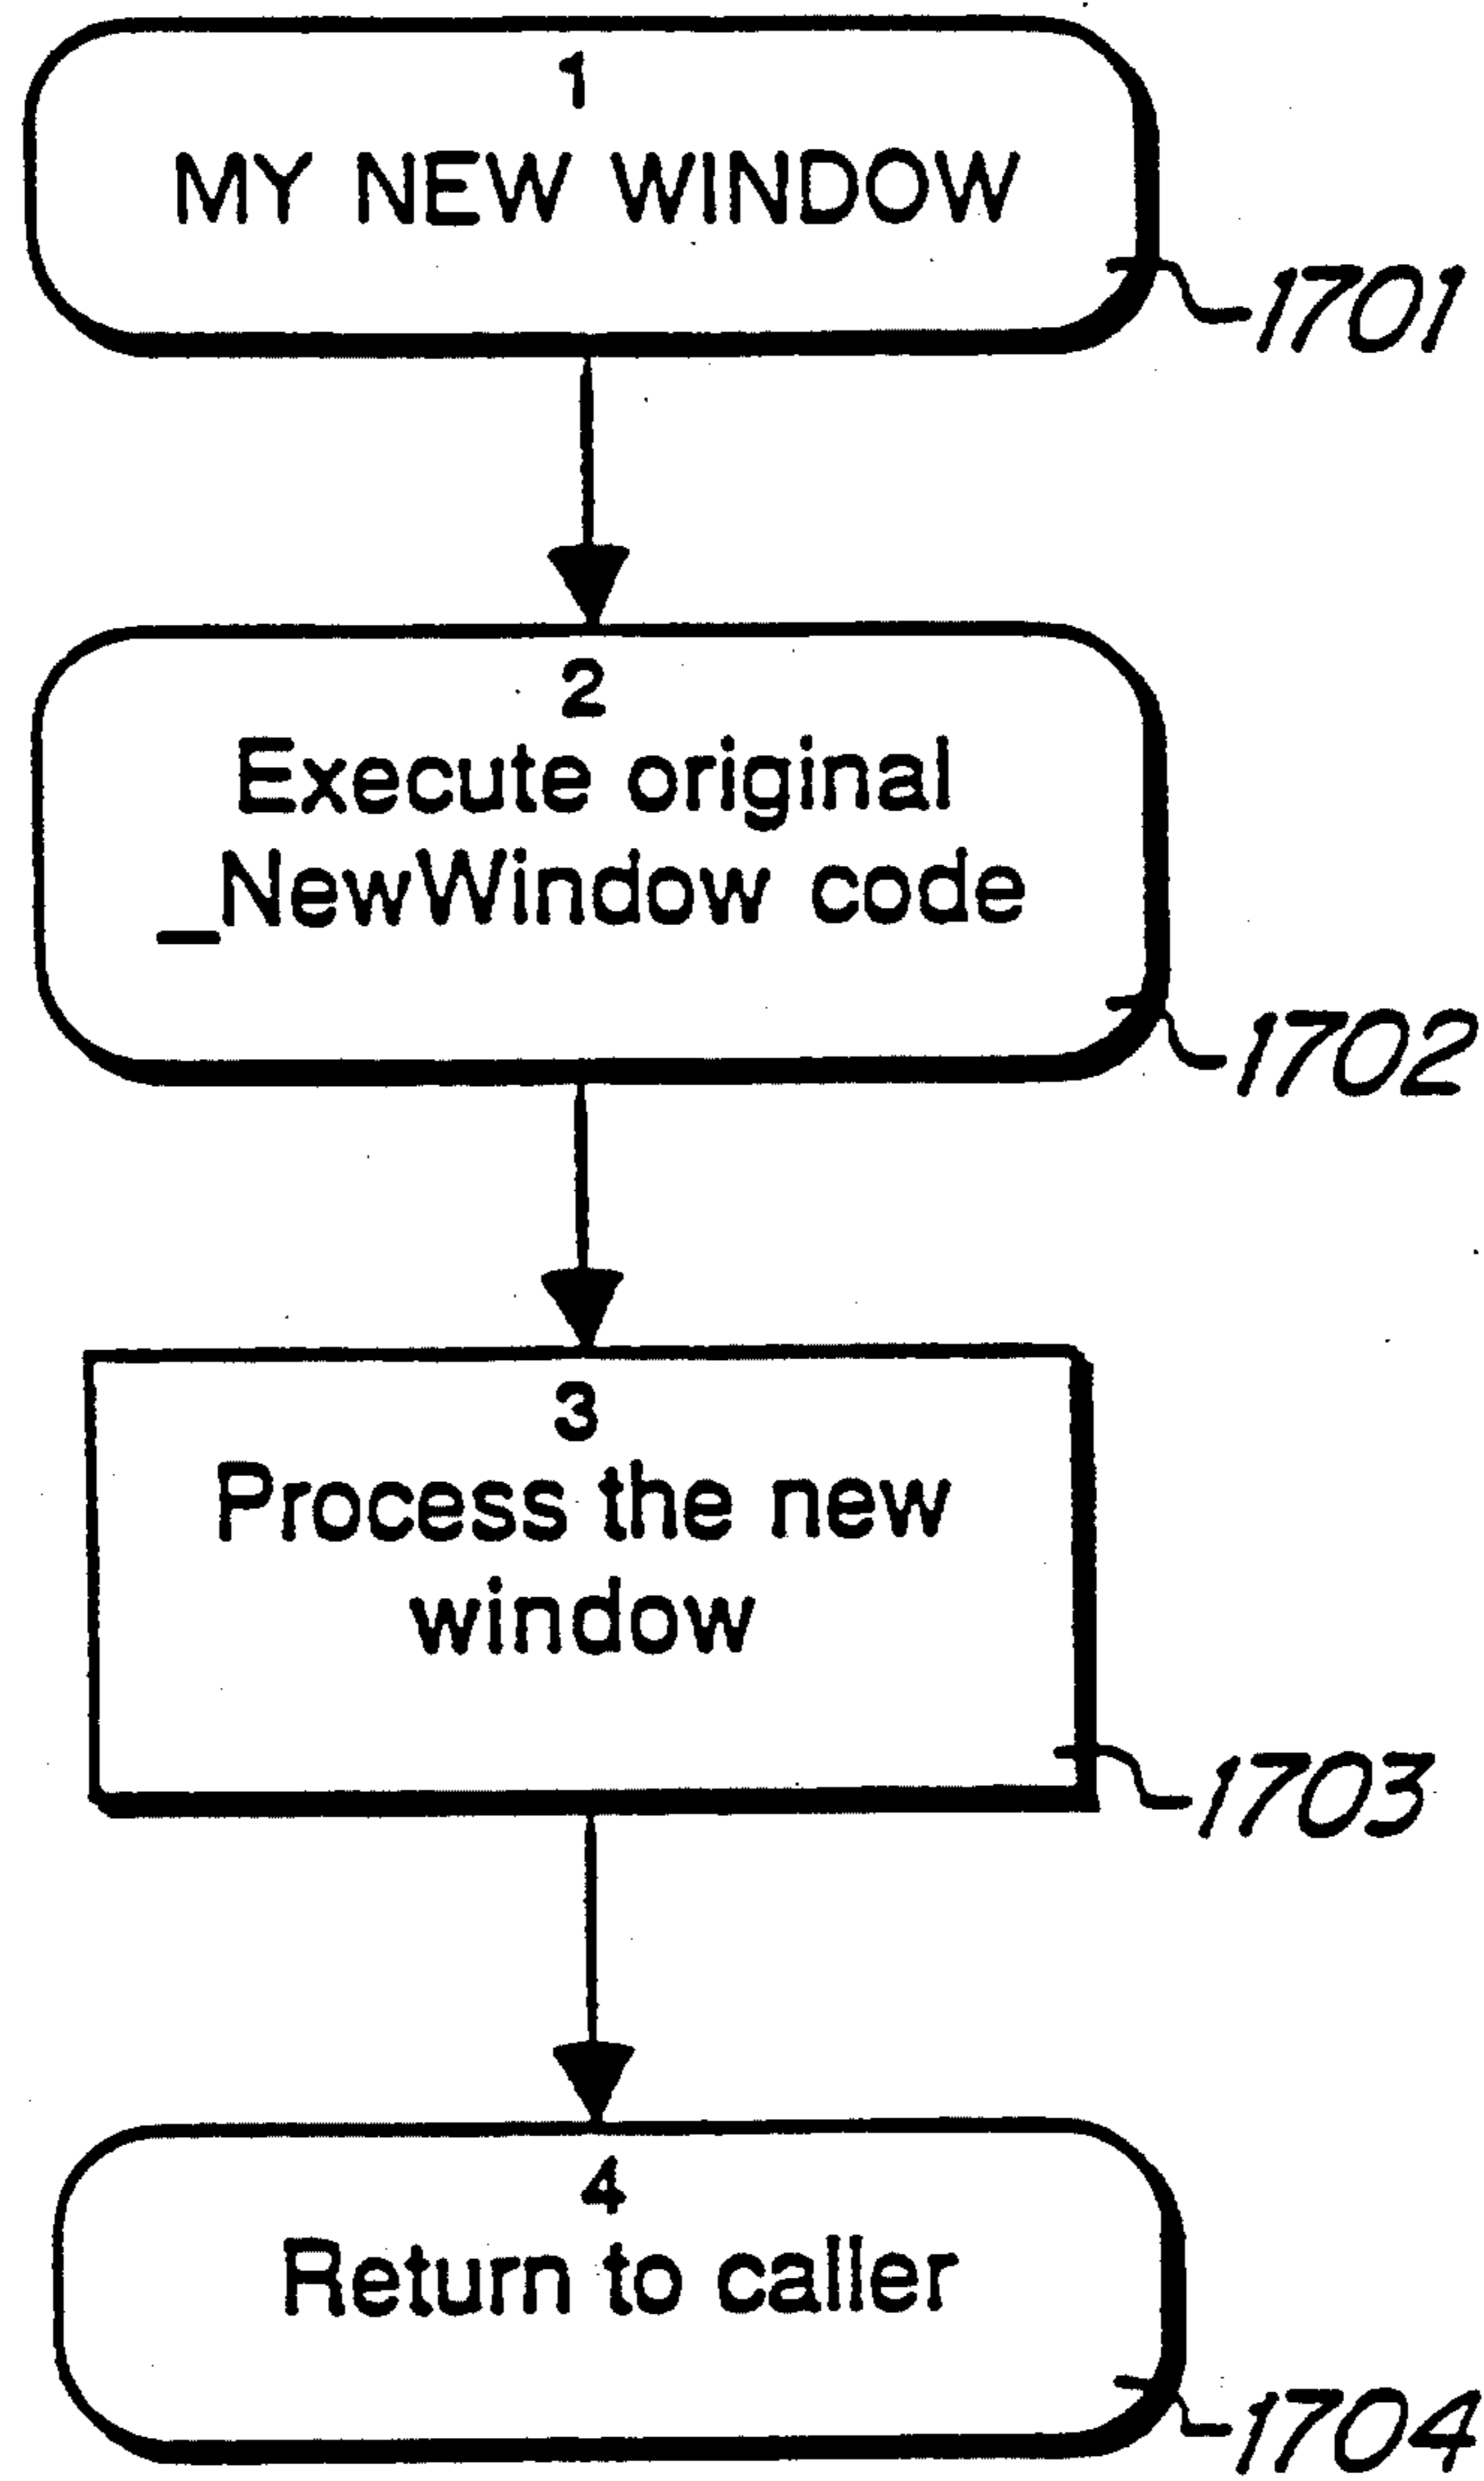 1
MY NEW WINDOW
1701
2
Execute original
_NewWindow code
1702
3
Process the new
window
1703
4
Return to caller
1704